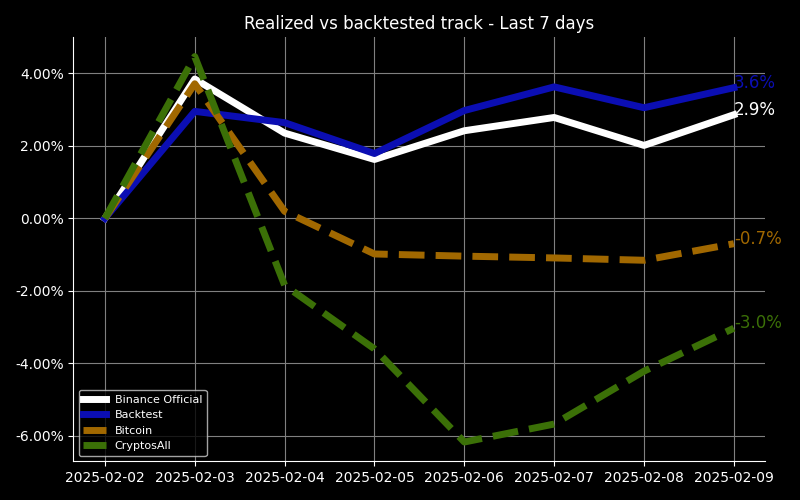 Realized vs backtested track - Last 7 days
4.00%
2.00%
0.00%
-2.00%
-4.00%
-6.00%
3.6%
2.9%
-0.7%
-3.0%
Binance Official
Backtest
Bitcoin
CryptosAll
2025-02-02 2025-02-03 2025-02-04 2025-02-05 2025-02-06 2025-02-07 2025-02-08 2025-02-09